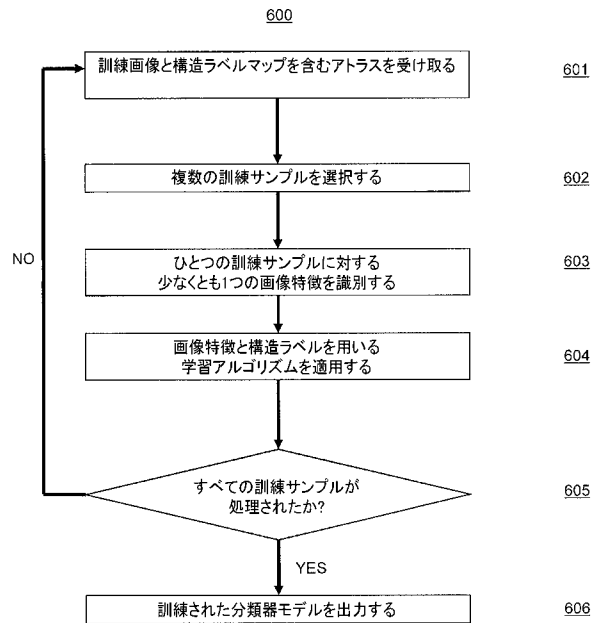 600
訓練画像と構造ラベルマップを含むアトラスを受け取る
601
複数の訓練サンプルを選択する
602
ひとつの訓練サンプルに対する
少なくとも1つの画像特徴を識別する
603
画像特徴と構造ラベルを用いる
学習アルゴリズムを適用する
604
NO
すべての訓練サンプルが
処理されたか?
605
YES
訓練された分類器モデルを出力する
606